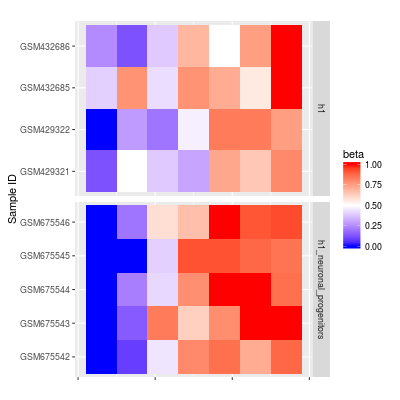 Sample ID
GSM432686
GSM432685
GSM429322
GSM429321
h1
GSM675546
GSM675545
GSM675544
GSM675543
GSM675542
h1_neuronal_progenitors
beta
1.00
0.75
0.50
0.25
0.00